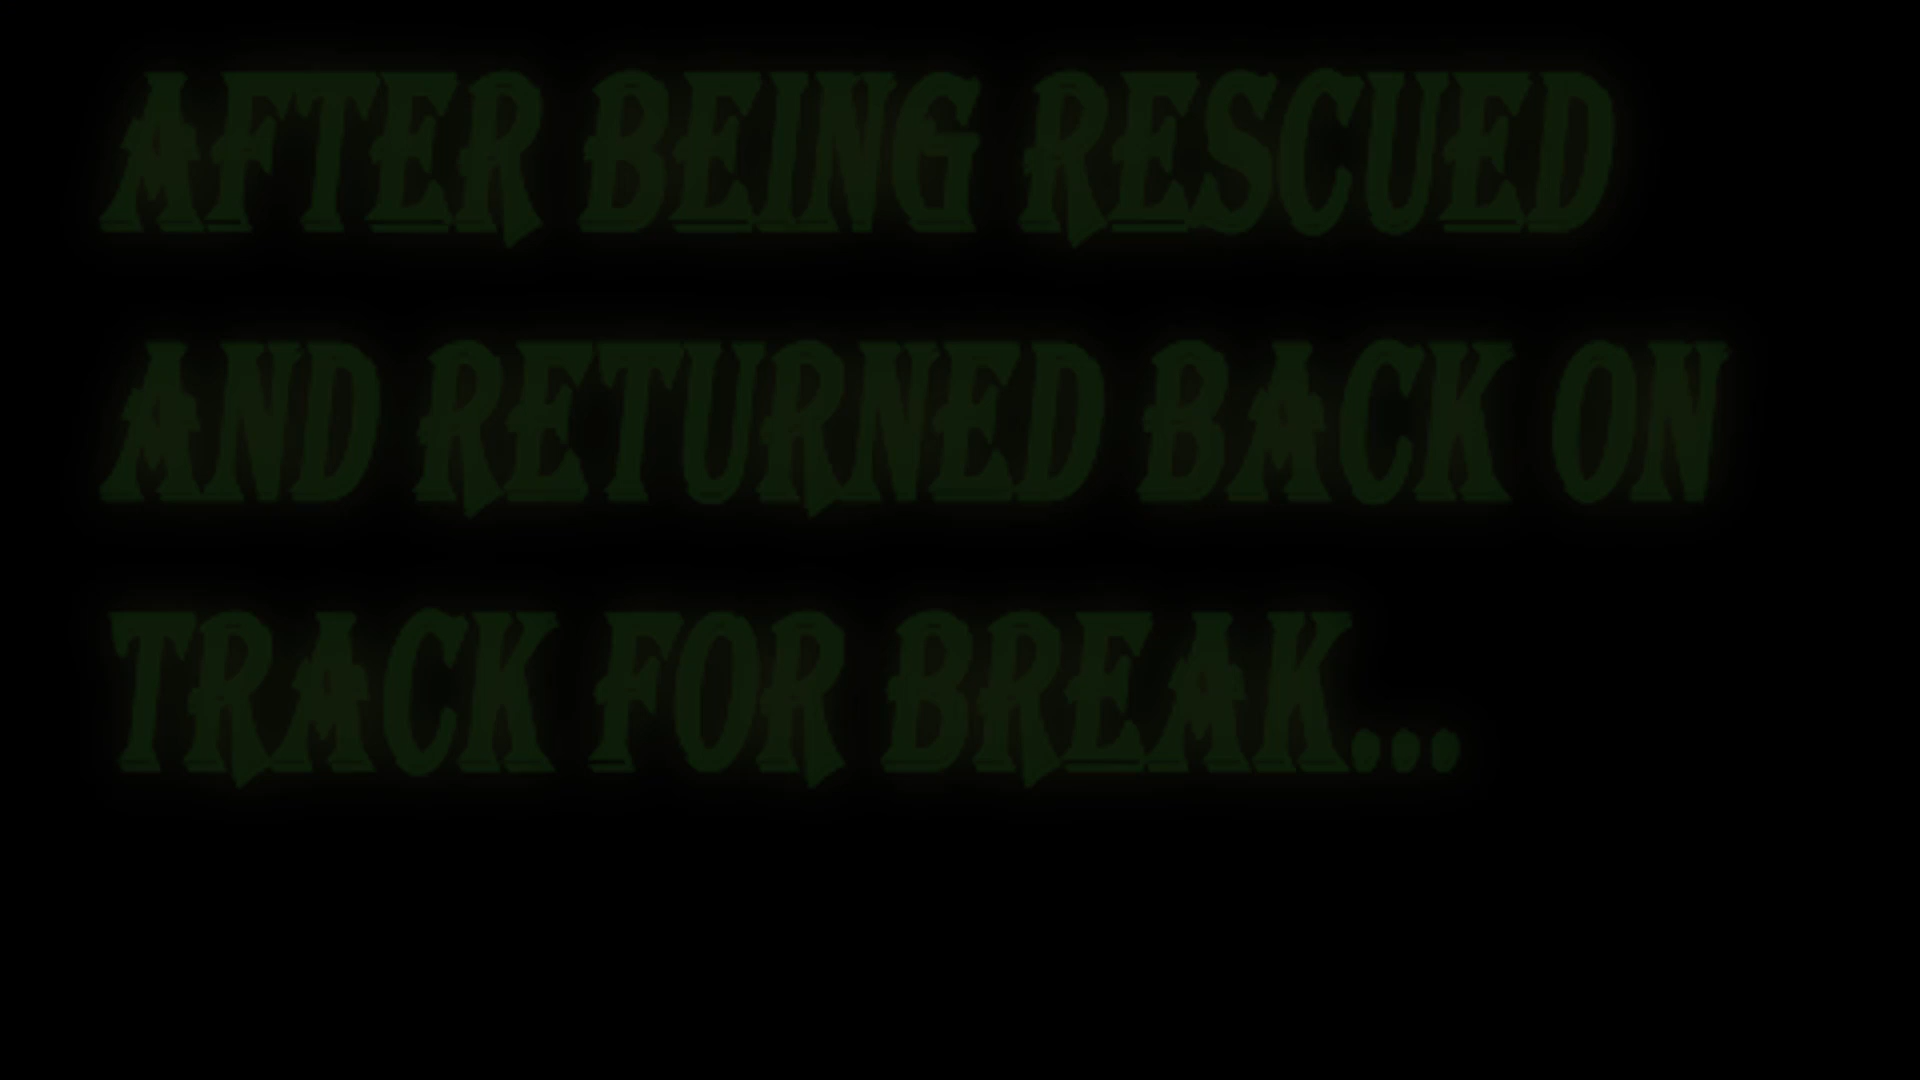 AFTER BEING RESCUED
AND RETURNED BACK ON
TRACK FOR BREAK...